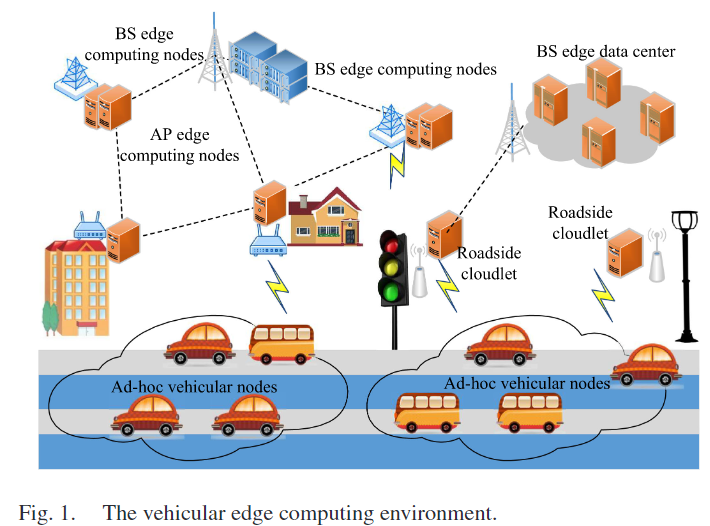 BS edge
computing nodes
BS edge computing nodes
BS edge data center
AP edge
computing nodes
Roadside
cloudlet
Roadside
cloudlet
Ad-hoc vehicular nodes
Ad-hoc vehicular nodes
Fig. 1. The vehicular edge computing environment.